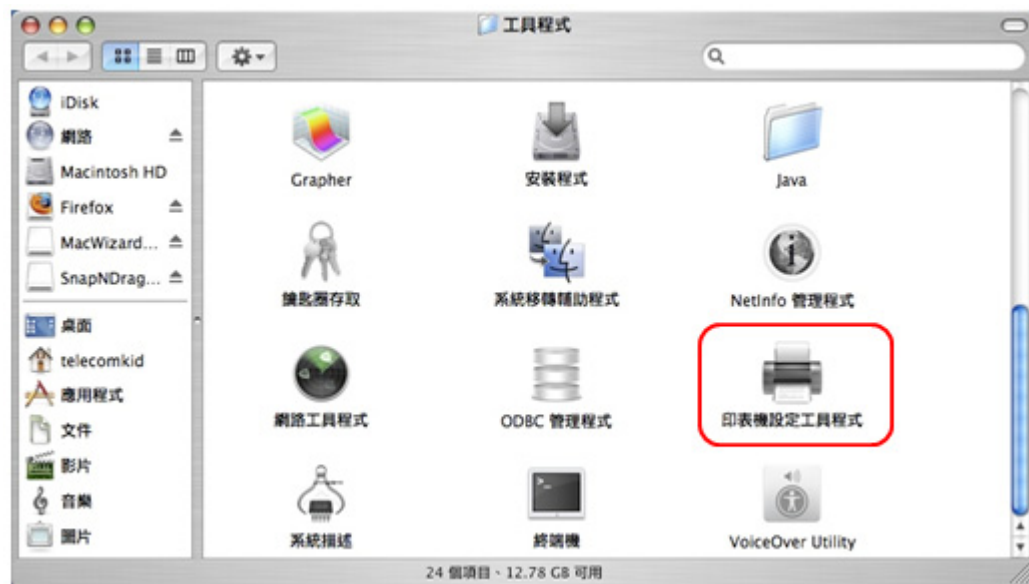 工具程式
iDisk
網路
Macintosh HD
Firefox
MacWizard...
SnapNDrag...
桌面
telecomkid
應用程式
文件
影片
音樂
圖片
Grapher
安裝程式
Java
鑰匙圈存取
系統移轉輔助程式
NetInfo 管理程式
網路工具程式
ODBC 管理程式
印表機設定工具程式
系統描述
終端機
VoiceOver Utility
24 個項目、12.78 GB 可用